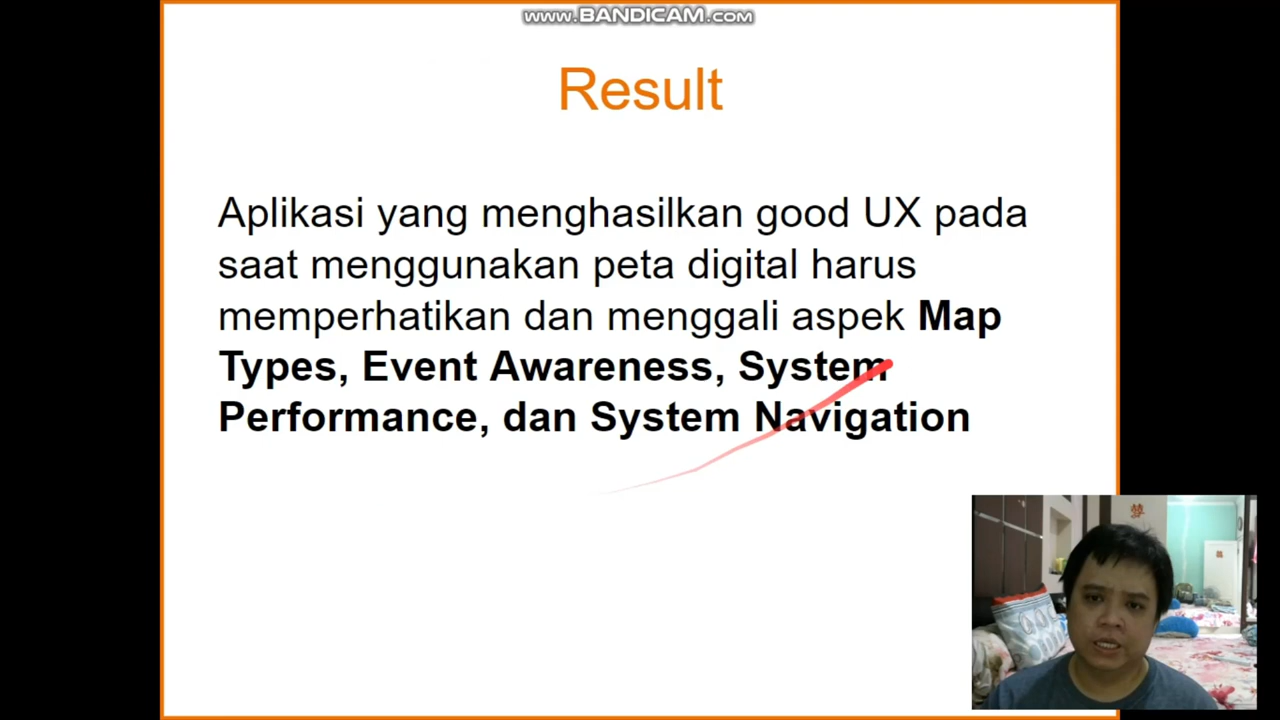 www.BANDICAM.com
Result
Aplikasi yang menghasilkan good UX pada
saat menggunakan peta digital harus
memperhatikan dan menggali aspek Map
Types, Event Awareness, System
Performance, dan System Navigation